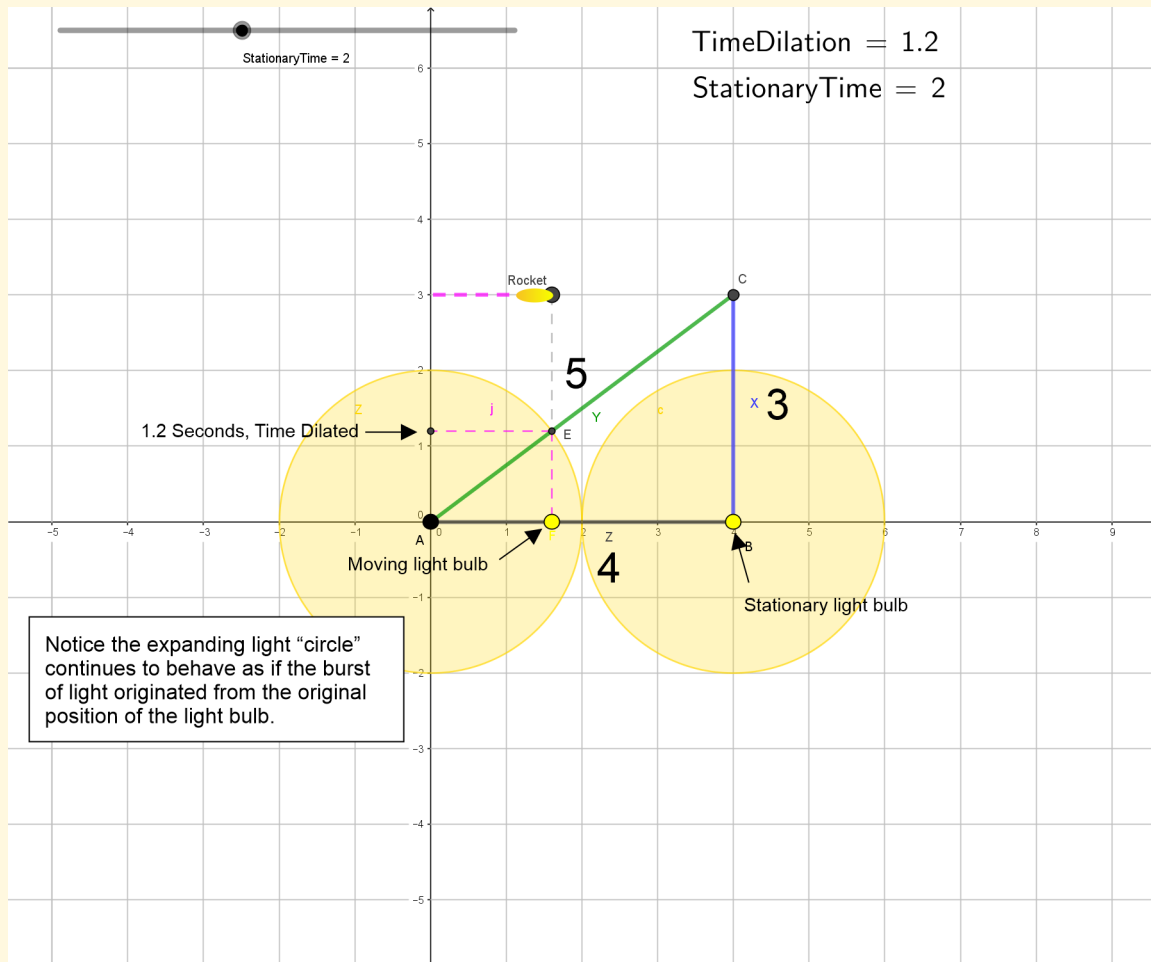 TimeDilation = 1.2
StationaryTime = 2
StationaryTime = 2
6
5
4
Rocket
C
3
5
2
Z
j
Y
c
X
3
1.2 Seconds, Time Dilated
E
1
0
A
-5
-4
-3
-2
-1
0
1
F
2
Z
3
4
B
5
6
7
8
9
Moving light bulb
4
Stationary light bulb
-1
Notice the expanding light “circle”
continues to behave as if the burst
of light originated from the original
position of the light bulb.
-2
-3
-4
-5